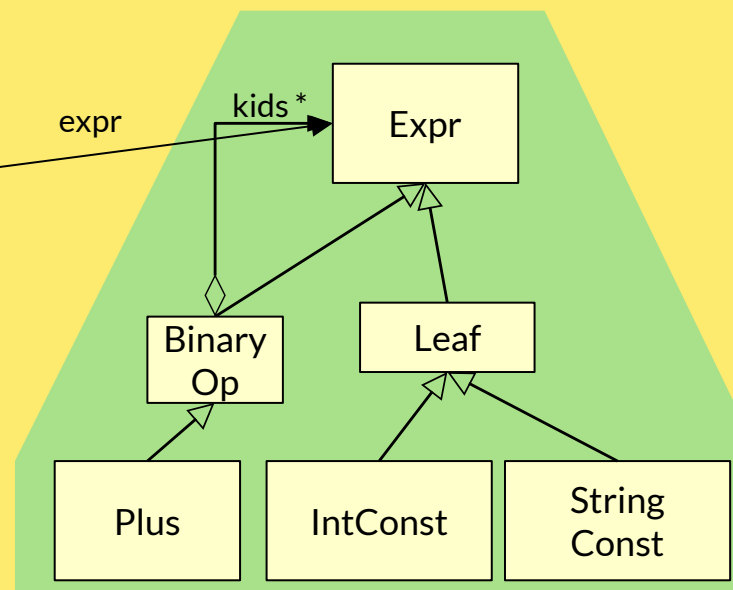 kids *
expr
Expr
Binary
Op
Leaf
Plus
IntConst
String
Const